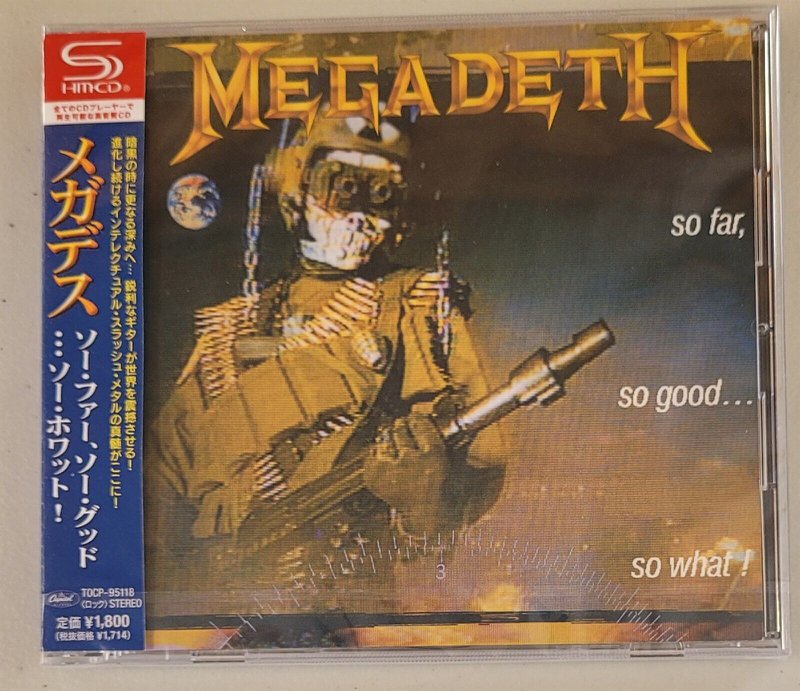 SHM-CD®
全てのCDプレーヤーで
再生可能な高音質CD
メガデス
ソー・ファー、ソー・グッド
…ソー・ホワット！
暗黒の時に更なる深みへ… 鋭利なギターが世界を震撼させる！
進化し続けるインテレクチュアル・スラッシュ・メタルの真髄がここに！
Capitol
TOCP-95118
〈ロック〉STEREO
定価 ¥1,800
(税抜価格 ¥1,714)
MEGADETH
so far,
so good...
so what !
3